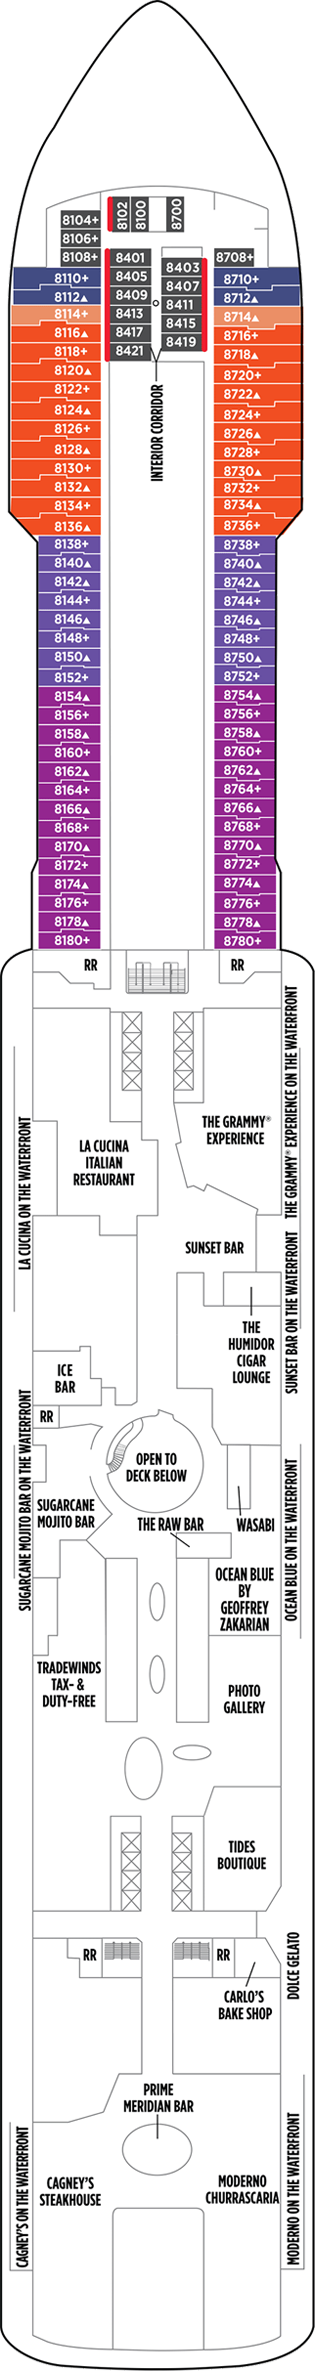 8102
8100
8700
8104+
8106+
8108+
8401
8405
8409
8413
8417
8421
8403
8407
8411
8415
8419
8708+
8110+
8710+
8112▲
8712▲
8114+
8714▲
8116▲
8716+
8118+
8718▲
8120▲
8720+
8122+
8722▲
8124▲
8724+
8126+
8726▲
8128▲
8728+
8130+
8730▲
8132▲
8732+
8134+
8734▲
8136▲
8736+
INTERIOR CORRIDOR
8138+
8738+
8140▲
8740▲
8142▲
8742▲
8144+
8744+
8146▲
8746▲
8148+
8748+
8150▲
8750▲
8152+
8752+
8154▲
8754▲
8156+
8756+
8158▲
8758▲
8160+
8760+
8162▲
8762▲
8164+
8764+
8166▲
8766▲
8168+
8768+
8170▲
8770▲
8172+
8772+
8174▲
8774▲
8176+
8776+
8178▲
8778▲
8180+
8780+
RR
RR
THE GRAMMY® EXPERIENCE ON THE WATERFRONT
THE GRAMMY®
EXPERIENCE
LA CUCINA
ITALIAN
RESTAURANT
LA CUCINA ON THE WATERFRONT
SUNSET BAR
SUNSET BAR ON THE WATERFRONT
THE
HUMIDOR
CIGAR
LOUNGE
ICE
BAR
RR
SUGARCANE MOJITO BAR ON THE WATERFRONT
OPEN TO
DECK BELOW
SUGARCANE
MOJITO BAR
THE RAW BAR
WASABI
OCEAN BLUE ON THE WATERFRONT
OCEAN BLUE
BY
GEOFFREY
ZAKARIAN
TRADEWINDS
TAX- &
DUTY-FREE
PHOTO
GALLERY
TIDES
BOUTIQUE
RR
RR
DOLCE GELATO
CARLO'S
BAKE SHOP
PRIME
MERIDIAN BAR
CAGNEY'S ON THE WATERFRONT
CAGNEY'S
STEAKHOUSE
MODERNO
CHURRASCARIA
MODERNO ON THE WATERFRONT